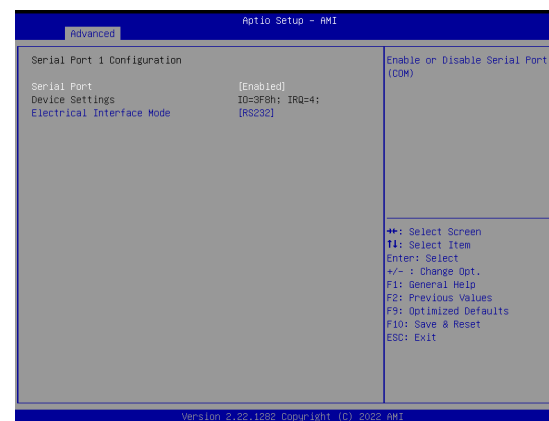 Aptio Setup – AMI
Advanced
Serial Port 1 Configuration
Serial Port [Enabled]
Device Settings IO=3F8h; IRQ=4;
Electrical Interface Mode [RS232]
Enable or Disable Serial Port
(COM)
→←: Select Screen
↑↓: Select Item
Enter: Select
+/- : Change Opt.
F1: General Help
F2: Previous Values
F9: Optimized Defaults
F10: Save & Reset
ESC: Exit
Version 2.22.1282 Copyright (C) 2022 AMI